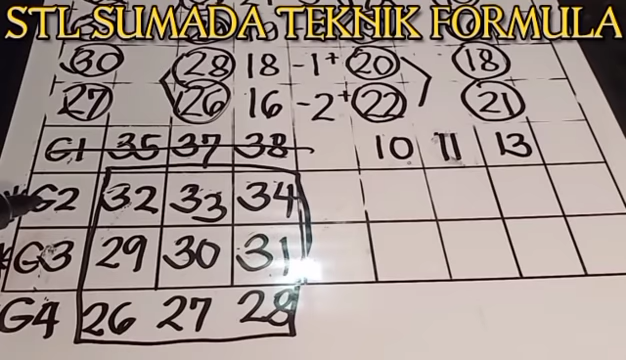 STL SUMADA TEKNIK FORMULA
30 28 18 -1+ 20 18
27 26 16 -2+ 22 21
G1 35 37 38 10 11 13
G2 32 33 34
G3 29 30 31
G4 26 27 28